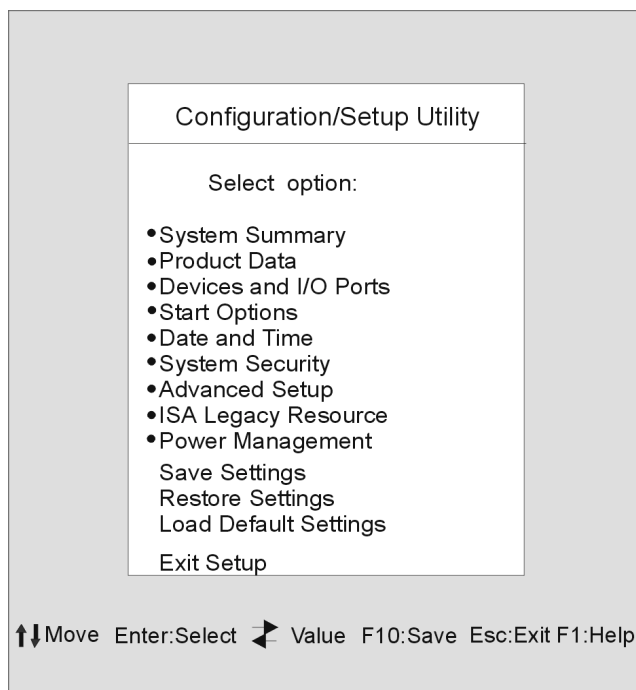 Configuration/Setup Utility
Select option:
•System Summary
•Product Data
•Devices and I/O Ports
•Start Options
•Date and Time
•System Security
•Advanced Setup
•ISA Legacy Resource
•Power Management
Save Settings
Restore Settings
Load Default Settings
Exit Setup
↑↓Move Enter:Select ⇄ Value F10:Save Esc:Exit F1:Help